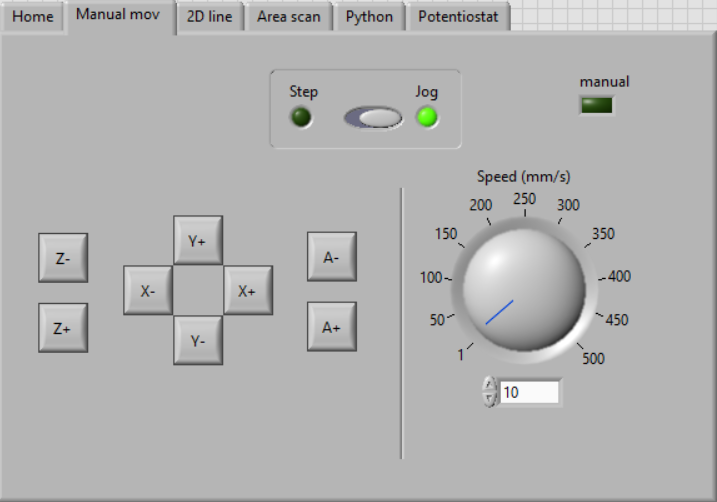 Home Manual mov 2D line Area scan Python Potentiostat
Step Jog
manual
Speed (mm/s)
200 250 300
150 350
100 400
50 450
1 500
10
Z-
Z+
Y+
X- X+
Y-
A-
A+